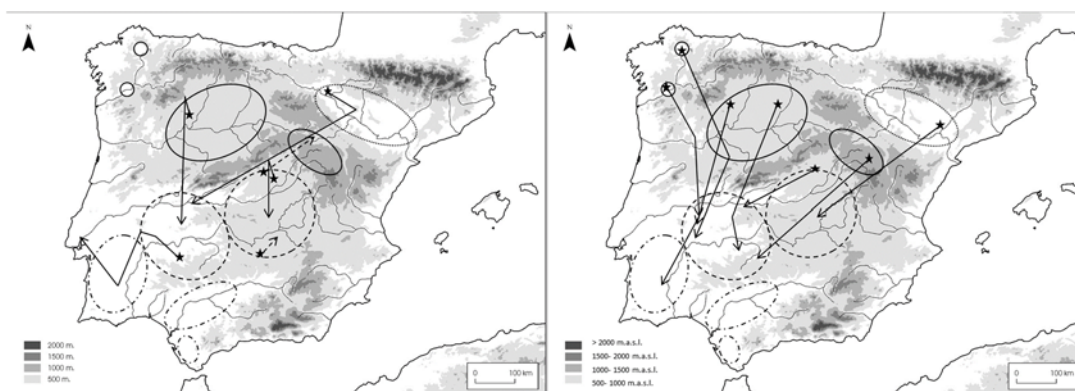 N
2000 m.
1500 m.
1000 m.
500 m.
0 100 km
N
> 2000 m.a.s.l.
1500- 2000 m.a.s.l.
1000- 1500 m.a.s.l.
500- 1000 m.a.s.l.
0 100 km